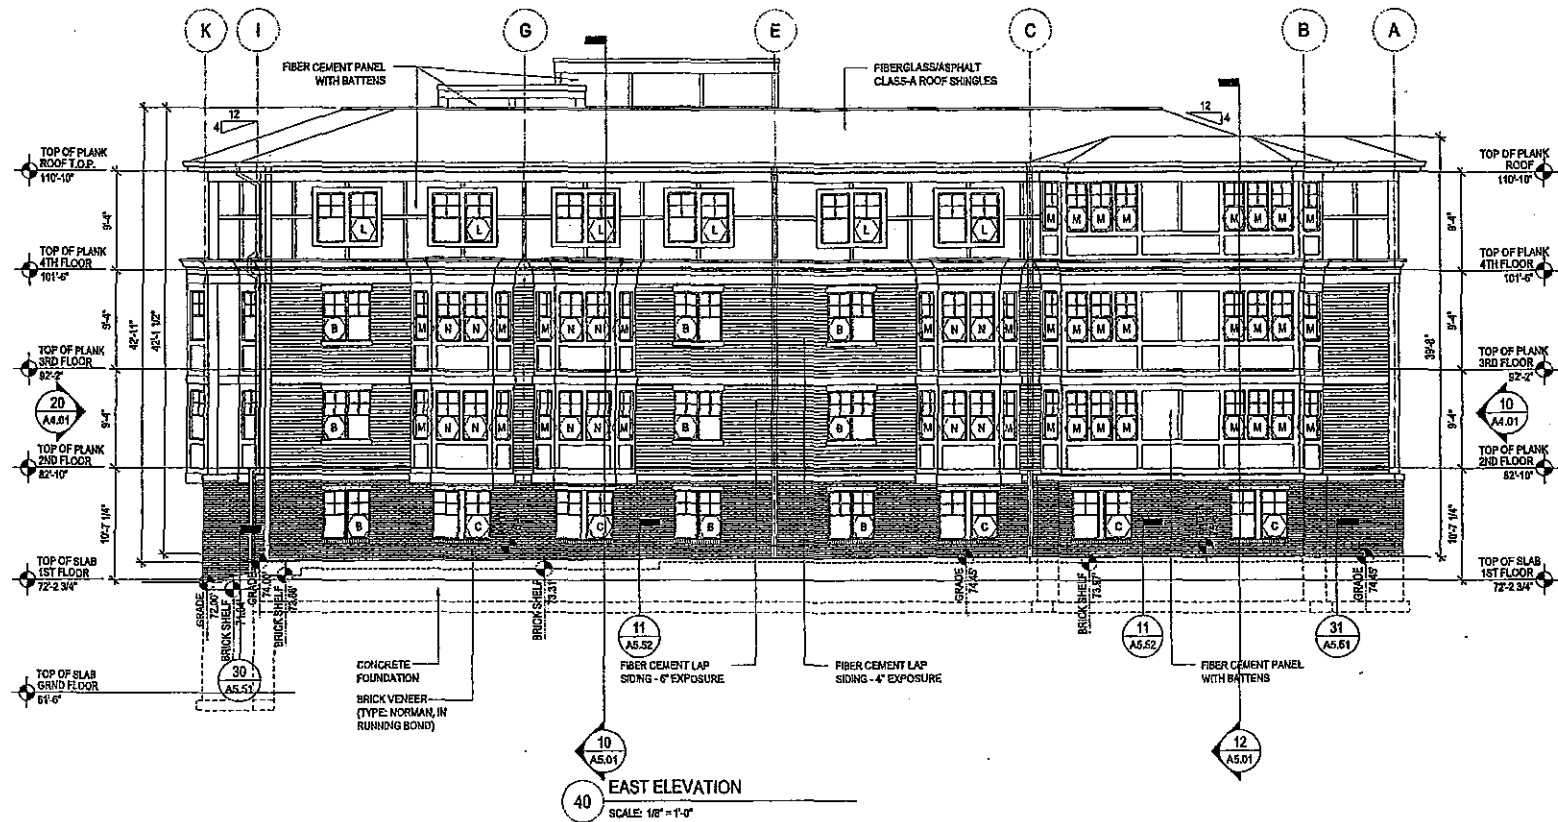 K I G E C B A
FIBER CEMENT PANEL
WITH BATTENS
FIBERGLASS/ASPHALT
CLASS-A ROOF SHINGLES
12
4
12
4
TOP OF PLANK
ROOF T.O.P.
110'-10"
TOP OF PLANK
ROOF
110'-10"
L L L L L L
M M M M M M M M
9'-4"
9'-4"
TOP OF PLANK
4TH FLOOR
101'-6"
TOP OF PLANK
4TH FLOOR
101'-6"
42'-11"
42'-1 1/2"
39'-8"
9'-4"
9'-4"
B M N N M M N N M B B M N N M M M M M M M M M
TOP OF PLANK
3RD FLOOR
92'-2"
TOP OF PLANK
3RD FLOOR
92'-2"
20
A4.01
10
A4.01
9'-4"
9'-4"
B M N N M M N N M B B M N N M M M M M M M M M
TOP OF PLANK
2ND FLOOR
82'-10"
TOP OF PLANK
2ND FLOOR
82'-10"
10'-7 1/4"
10'-7 1/4"
B C C B B C C C
TOP OF SLAB
1ST FLOOR
72'-2 3/4"
TOP OF SLAB
1ST FLOOR
72'-2 3/4"
GRADE
72.00'
BRICK SHELF
GRADE
74.00'
BRICK SHELF
73.31'
GRADE
74.45'
BRICK SHELF
GRADE
74.45'
30
A5.51
11
A5.52
11
A5.52
31
A5.51
TOP OF SLAB
GRND FLOOR
61'-6"
CONCRETE
FOUNDATION
BRICK VENEER
(TYPE: NORMAN, IN
RUNNING BOND)
FIBER CEMENT LAP
SIDING - 6" EXPOSURE
FIBER CEMENT LAP
SIDING - 4" EXPOSURE
FIBER CEMENT PANEL
WITH BATTENS
10
A5.01
12
A5.01
40
EAST ELEVATION
SCALE: 1/8" = 1'-0"